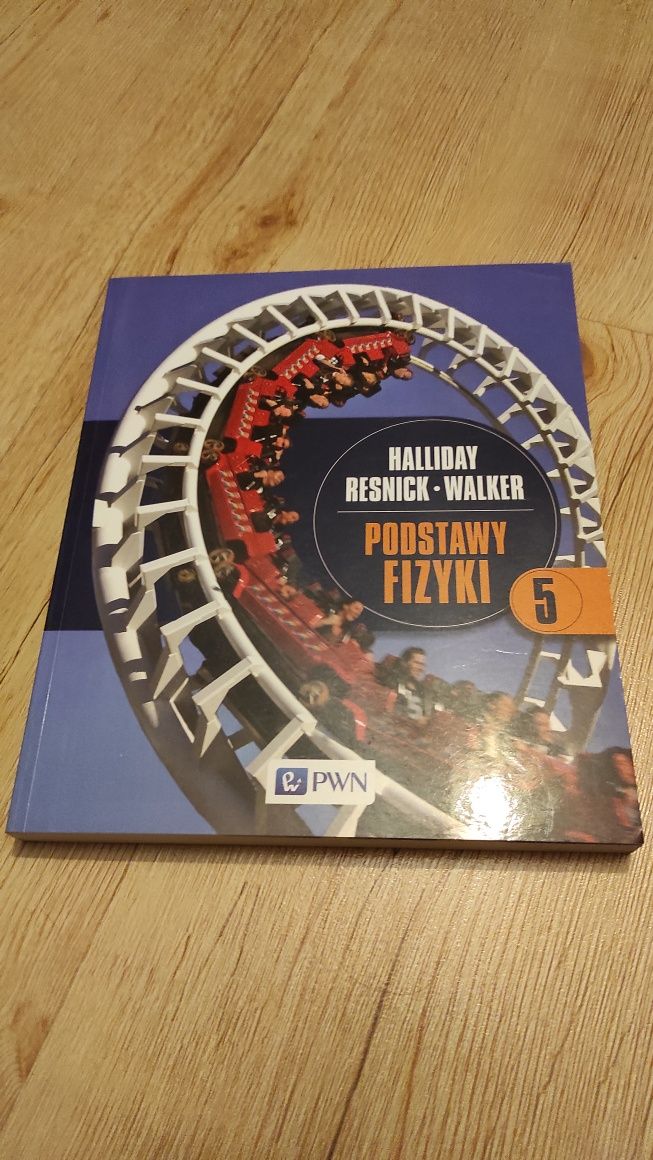 HALLIDAY
RESNICK · WALKER
PODSTAWY
FIZYKI
5
PWN